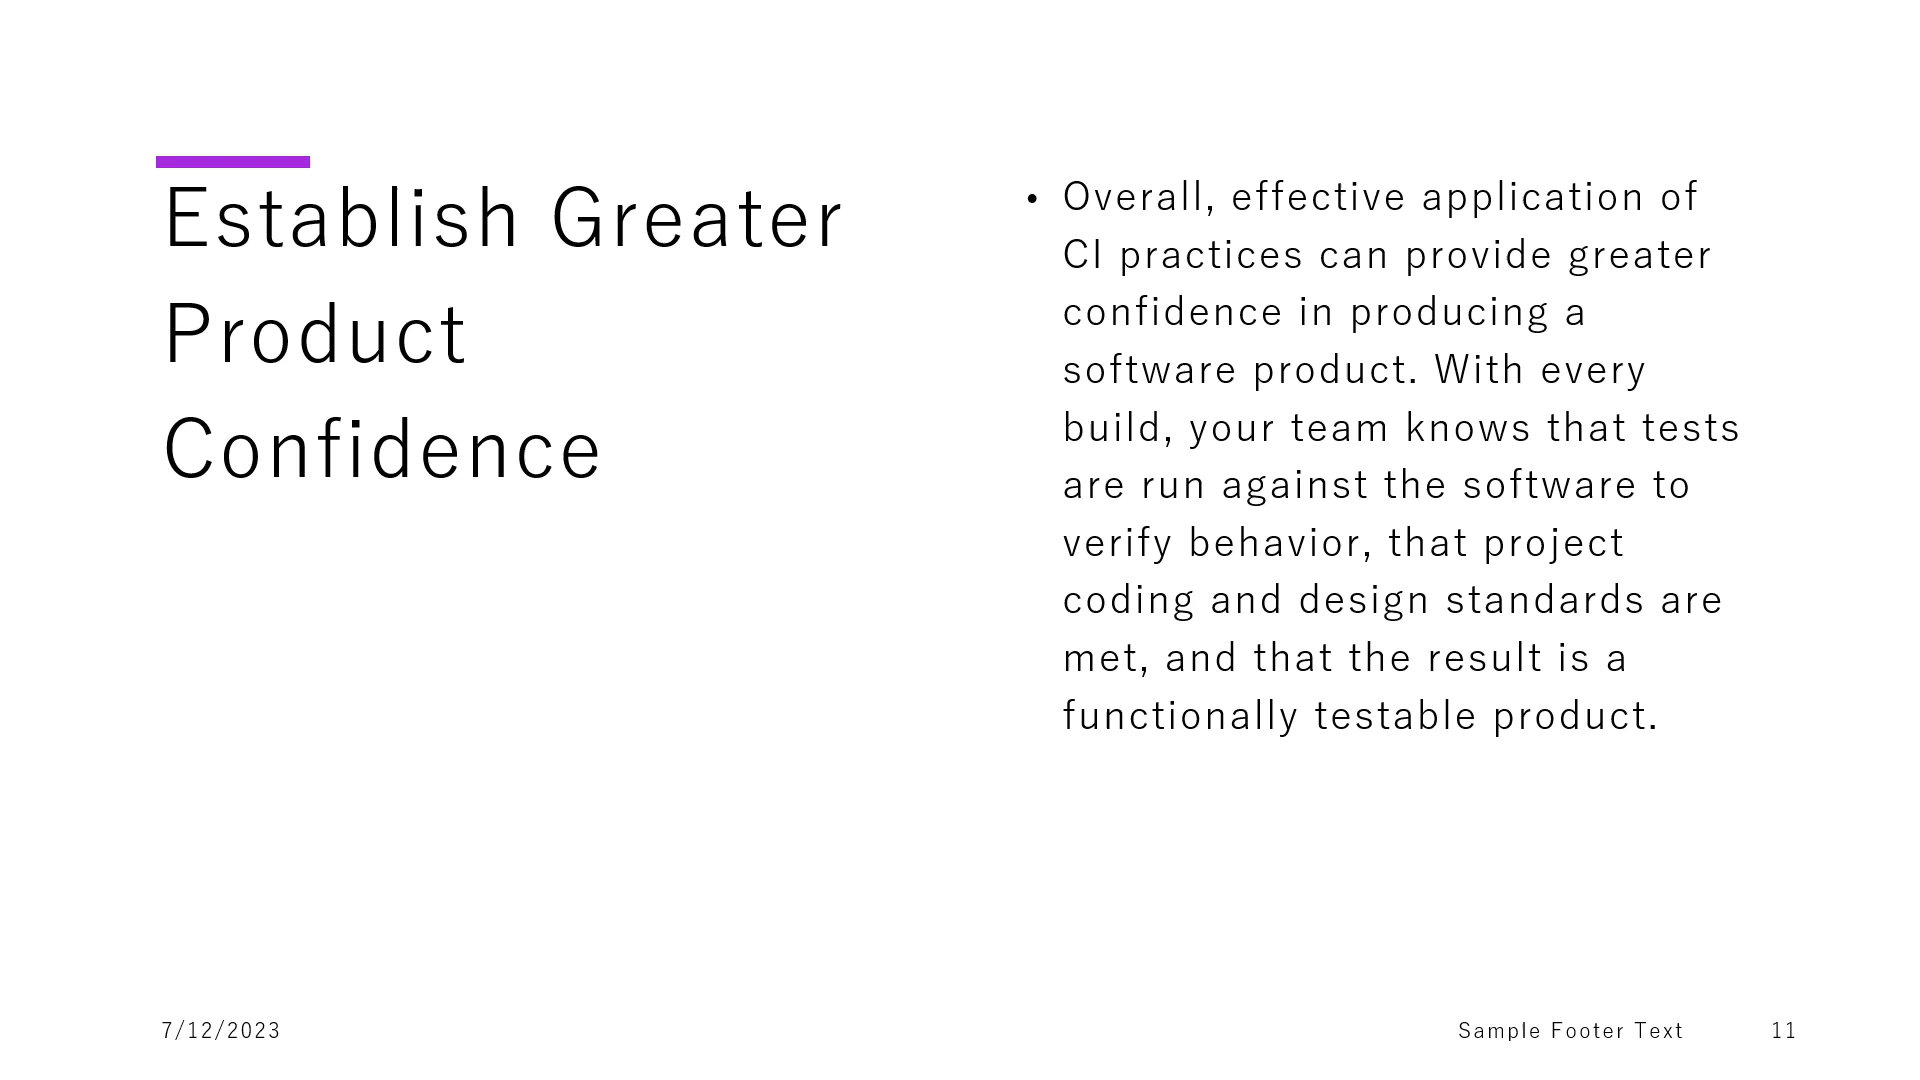 Establish Greater
Product
Confidence
• Overall, effective application of
CI practices can provide greater
confidence in producing a
software product. With every
build, your team knows that tests
are run against the software to
verify behavior, that project
coding and design standards are
met, and that the result is a
functionally testable product.
7/12/2023
Sample Footer Text
11